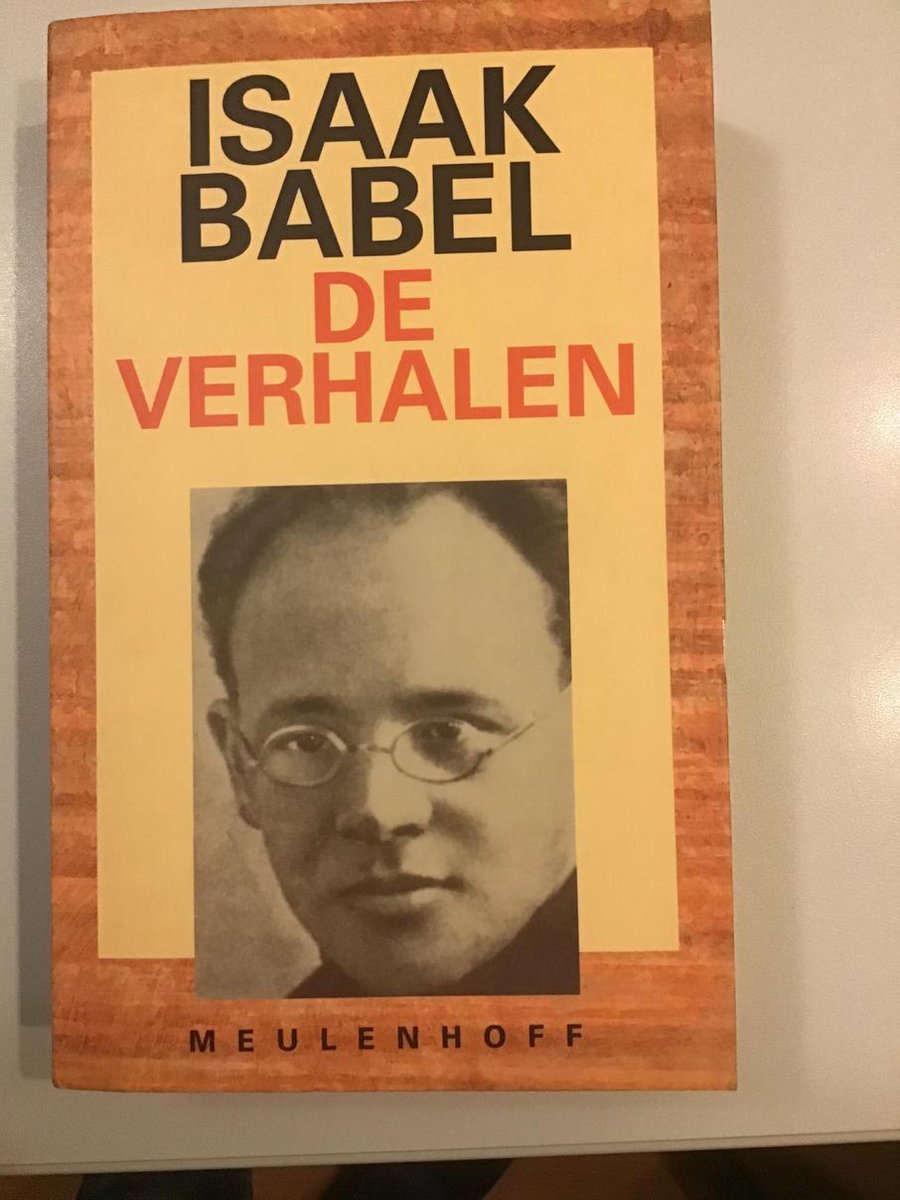 ISAAK
BABEL
DE
VERHALEN
MEULENHOFF